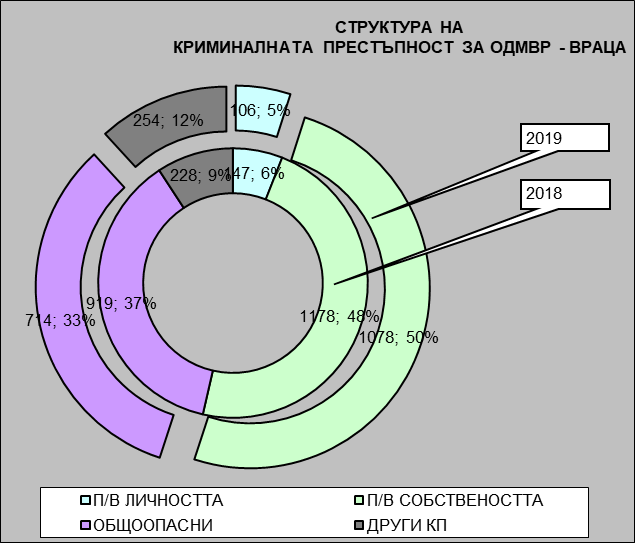 СТРУКТУРА НА
КРИМИНАЛНАТА ПРЕСТЪПНОСТ ЗА ОДМВР - ВРАЦА
106; 5%
254; 12%
2019
228; 9%
147; 6%
2018
919; 37%
714; 33%
1178; 48%
1078; 50%
П/В ЛИЧНОСТТА
П/В СОБСТВЕНОСТТА
ОБЩООПАСНИ
ДРУГИ КП